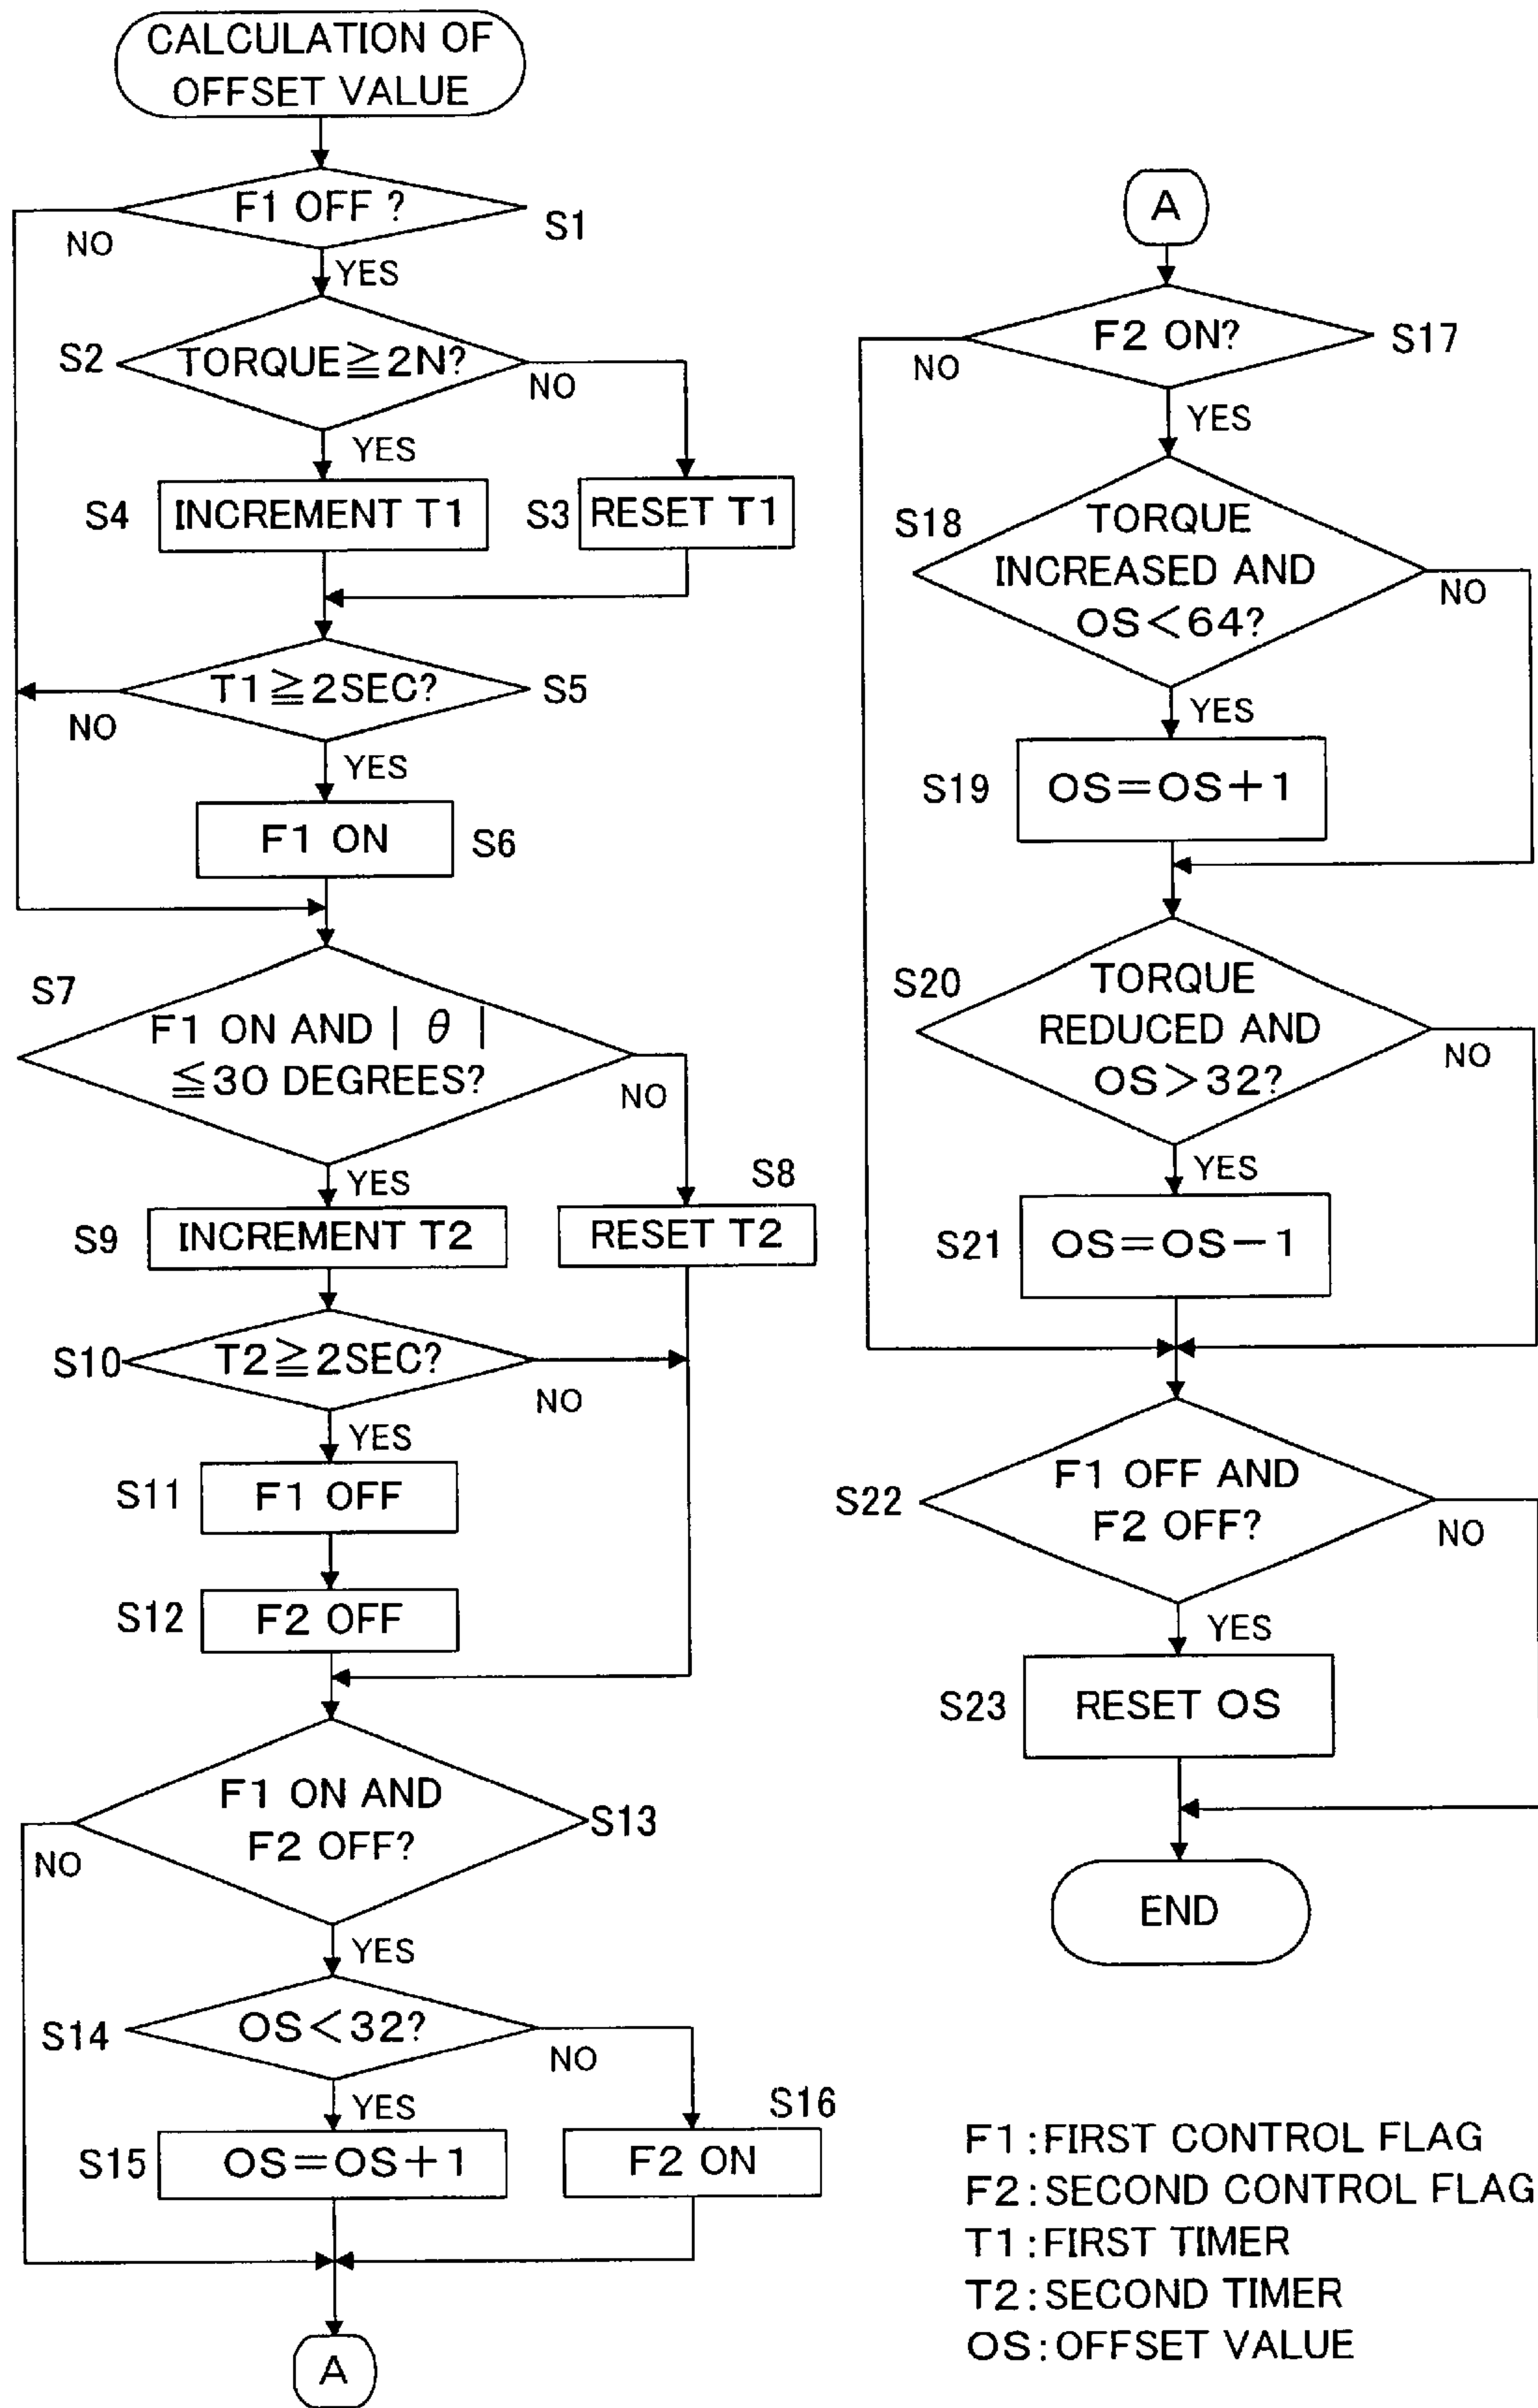 CALCULATION OF
OFFSET VALUE
F1 OFF ?
S1
NO
YES
S2
TORQUE≧2N?
NO
YES
S4
INCREMENT T1
S3
RESET T1
T1≧2SEC?
S5
NO
YES
F1 ON
S6
S7
F1 ON AND | θ |
≦30 DEGREES?
NO
YES
S8
S9
INCREMENT T2
RESET T2
S10
T2≧2SEC?
NO
YES
S11
F1 OFF
S12
F2 OFF
F1 ON AND
F2 OFF?
S13
NO
YES
S14
OS<32?
NO
YES
S16
S15
OS=OS+1
F2 ON
A
A
F2 ON?
S17
NO
YES
S18
TORQUE
INCREASED AND
OS<64?
NO
YES
S19
OS=OS+1
S20
TORQUE
REDUCED AND
OS>32?
NO
YES
S21
OS=OS-1
S22
F1 OFF AND
F2 OFF?
NO
YES
S23
RESET OS
END
F1:FIRST CONTROL FLAG
F2:SECOND CONTROL FLAG
T1:FIRST TIMER
T2:SECOND TIMER
OS:OFFSET VALUE